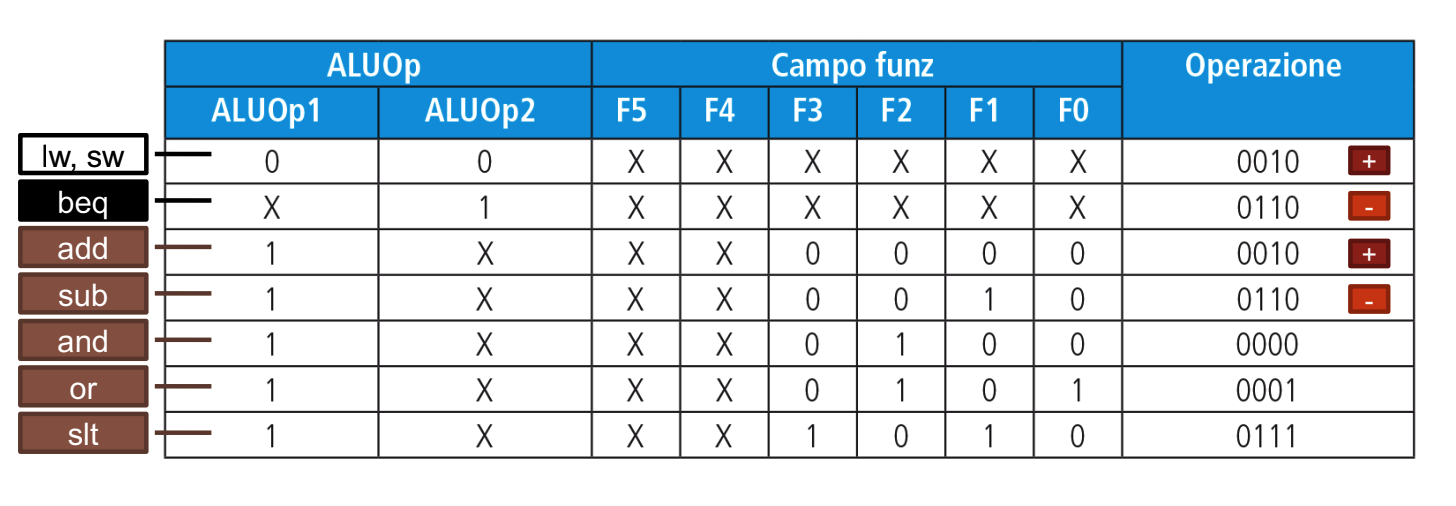 ALUOp Campo funz Operazione
ALUOp1 ALUOp2 F5 F4 F3 F2 F1 F0
lw, sw 0 0 X X X X X X 0010 +
beq X 1 X X X X X X 0110 -
add 1 X X X 0 0 0 0 0010 +
sub 1 X X X 0 0 1 0 0110 -
and 1 X X X 0 1 0 0 0000
or 1 X X X 0 1 0 1 0001
slt 1 X X X 1 0 1 0 0111